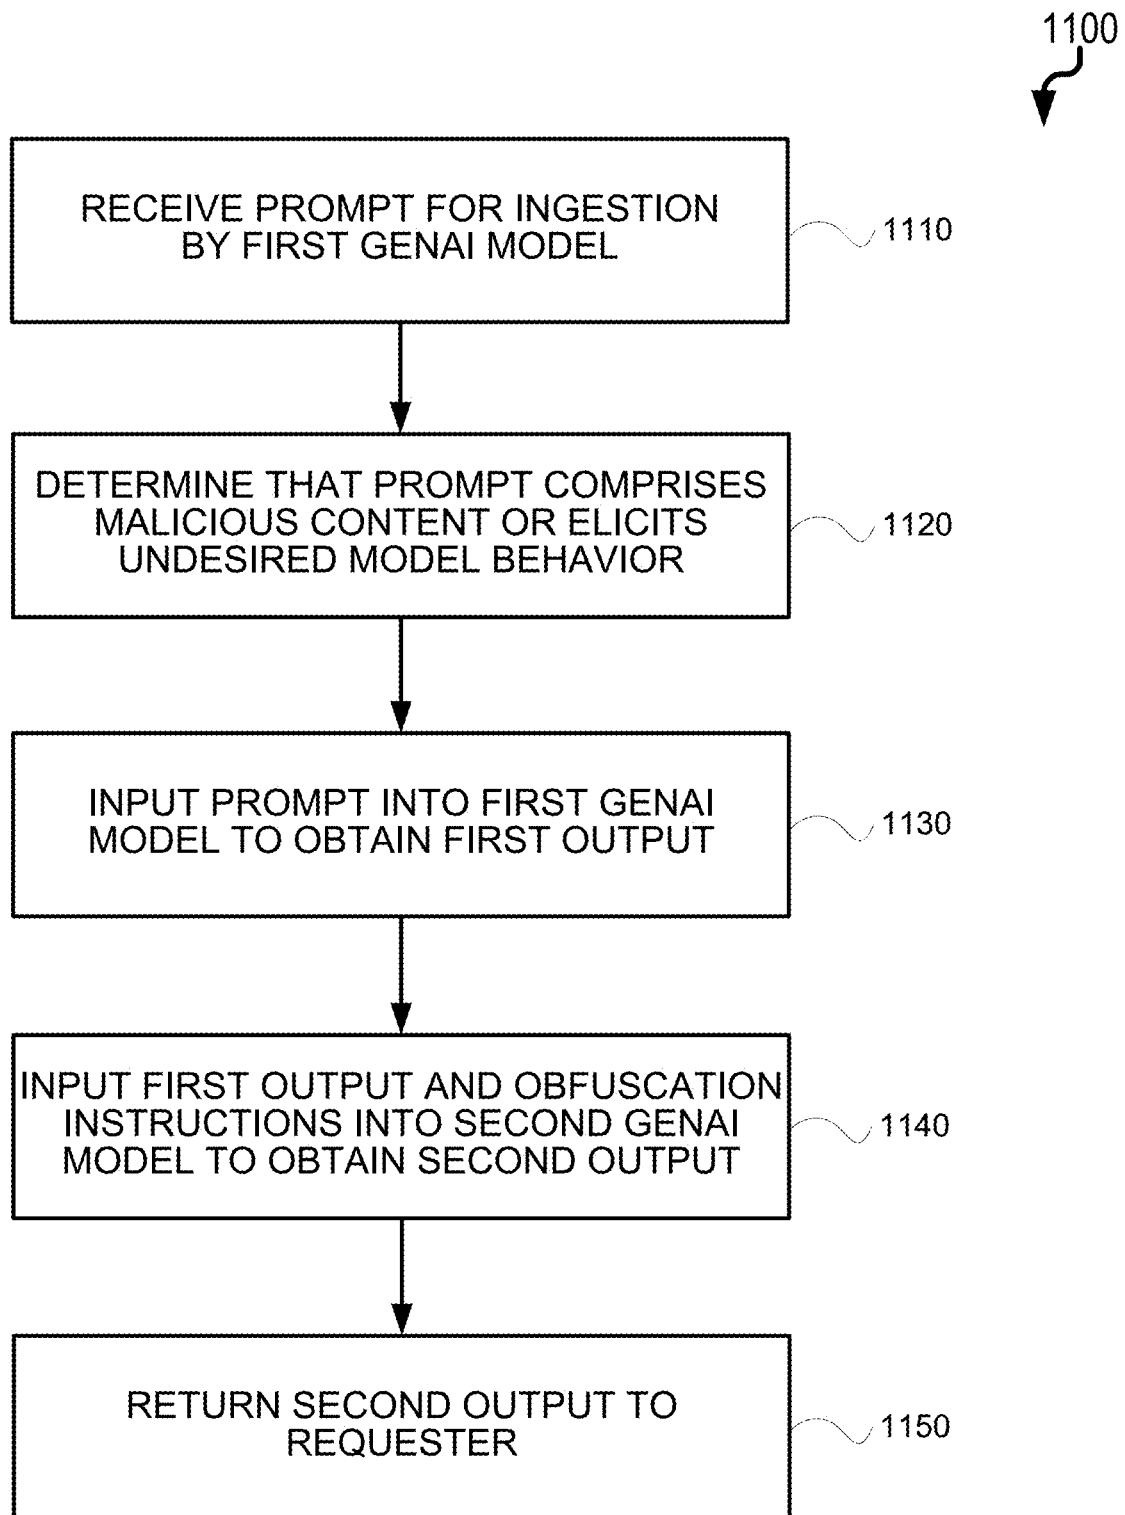 1100
RECEIVE PROMPT FOR INGESTION
BY FIRST GENAI MODEL
1110
DETERMINE THAT PROMPT COMPRISES
MALICIOUS CONTENT OR ELICITS
UNDESIRED MODEL BEHAVIOR
1120
INPUT PROMPT INTO FIRST GENAI
MODEL TO OBTAIN FIRST OUTPUT
1130
INPUT FIRST OUTPUT AND OBFUSCATION
INSTRUCTIONS INTO SECOND GENAI
MODEL TO OBTAIN SECOND OUTPUT
1140
RETURN SECOND OUTPUT TO
REQUESTER
1150